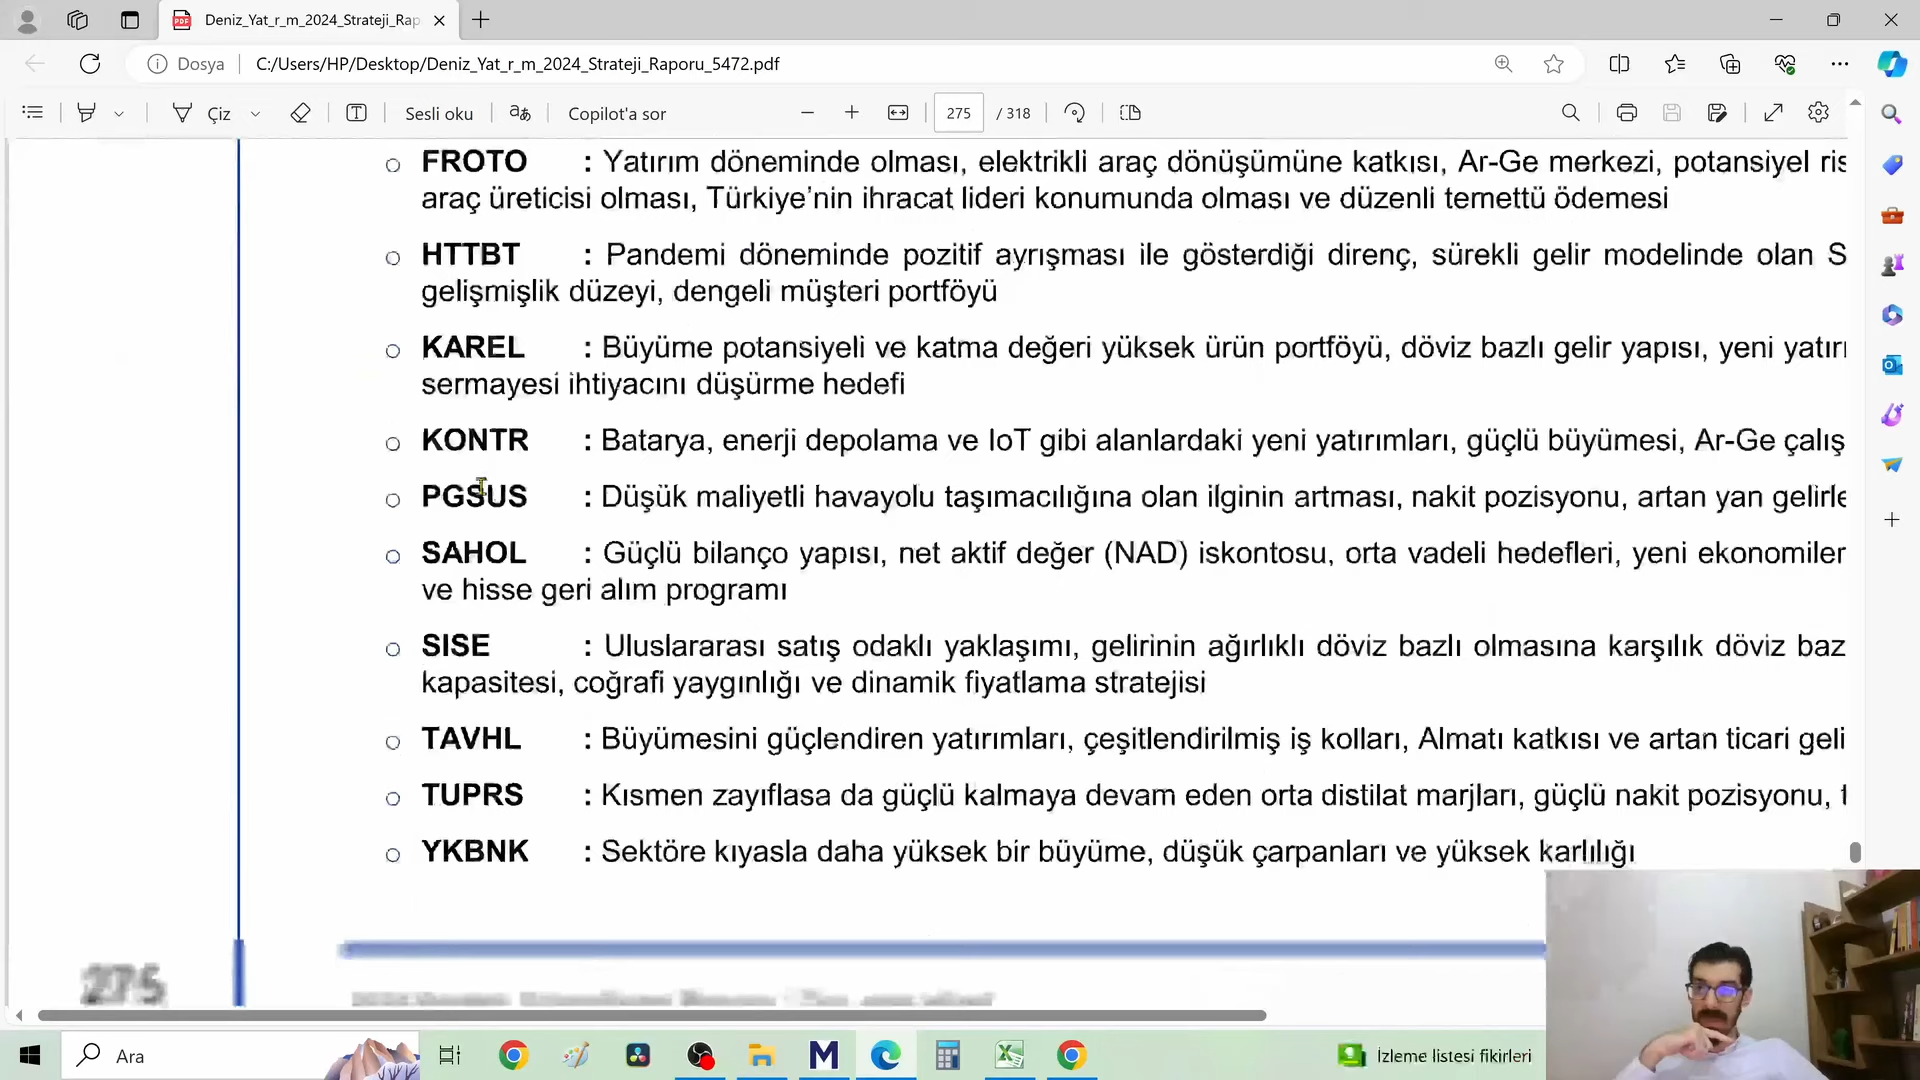 Deniz_Yat_r_m_2024_Strateji_Rap
Dosya
C:/Users/HP/Desktop/Deniz_Yat_r_m_2024_Strateji_Raporu_5472.pdf
Çiz
Sesli oku
Copilot'a sor
275 / 318
FROTO : Yatırım döneminde olması, elektrikli araç dönüşümüne katkısı, Ar-Ge merkezi, potansiyel ris
araç üreticisi olması, Türkiye’nin ihracat lideri konumunda olması ve düzenli temettü ödemesi
HTTBT : Pandemi döneminde pozitif ayrışması ile gösterdiği direnç, sürekli gelir modelinde olan S
gelişmişlik düzeyi, dengeli müşteri portföyü
KAREL : Büyüme potansiyeli ve katma değeri yüksek ürün portföyü, döviz bazlı gelir yapısı, yeni yatırı
sermayesi ihtiyacını düşürme hedefi
KONTR : Batarya, enerji depolama ve IoT gibi alanlardaki yeni yatırımları, güçlü büyümesi, Ar-Ge çalış
PGSUS : Düşük maliyetli havayolu taşımacılığına olan ilginin artması, nakit pozisyonu, artan yan gelirle
SAHOL : Güçlü bilanço yapısı, net aktif değer (NAD) iskontosu, orta vadeli hedefleri, yeni ekonomiler
ve hisse geri alım programı
SISE : Uluslararası satış odaklı yaklaşımı, gelirinin ağırlıklı döviz bazlı olmasına karşılık döviz baz
kapasitesi, coğrafi yaygınlığı ve dinamik fiyatlama stratejisi
TAVHL : Büyümesini güçlendiren yatırımları, çeşitlendirilmiş iş kolları, Almatı katkısı ve artan ticari geli
TUPRS : Kısmen zayıflasa da güçlü kalmaya devam eden orta distilat marjları, güçlü nakit pozisyonu, t
YKBNK : Sektöre kıyasla daha yüksek bir büyüme, düşük çarpanları ve yüksek karlılığı
275
Ara
İzleme listesi fikirleri